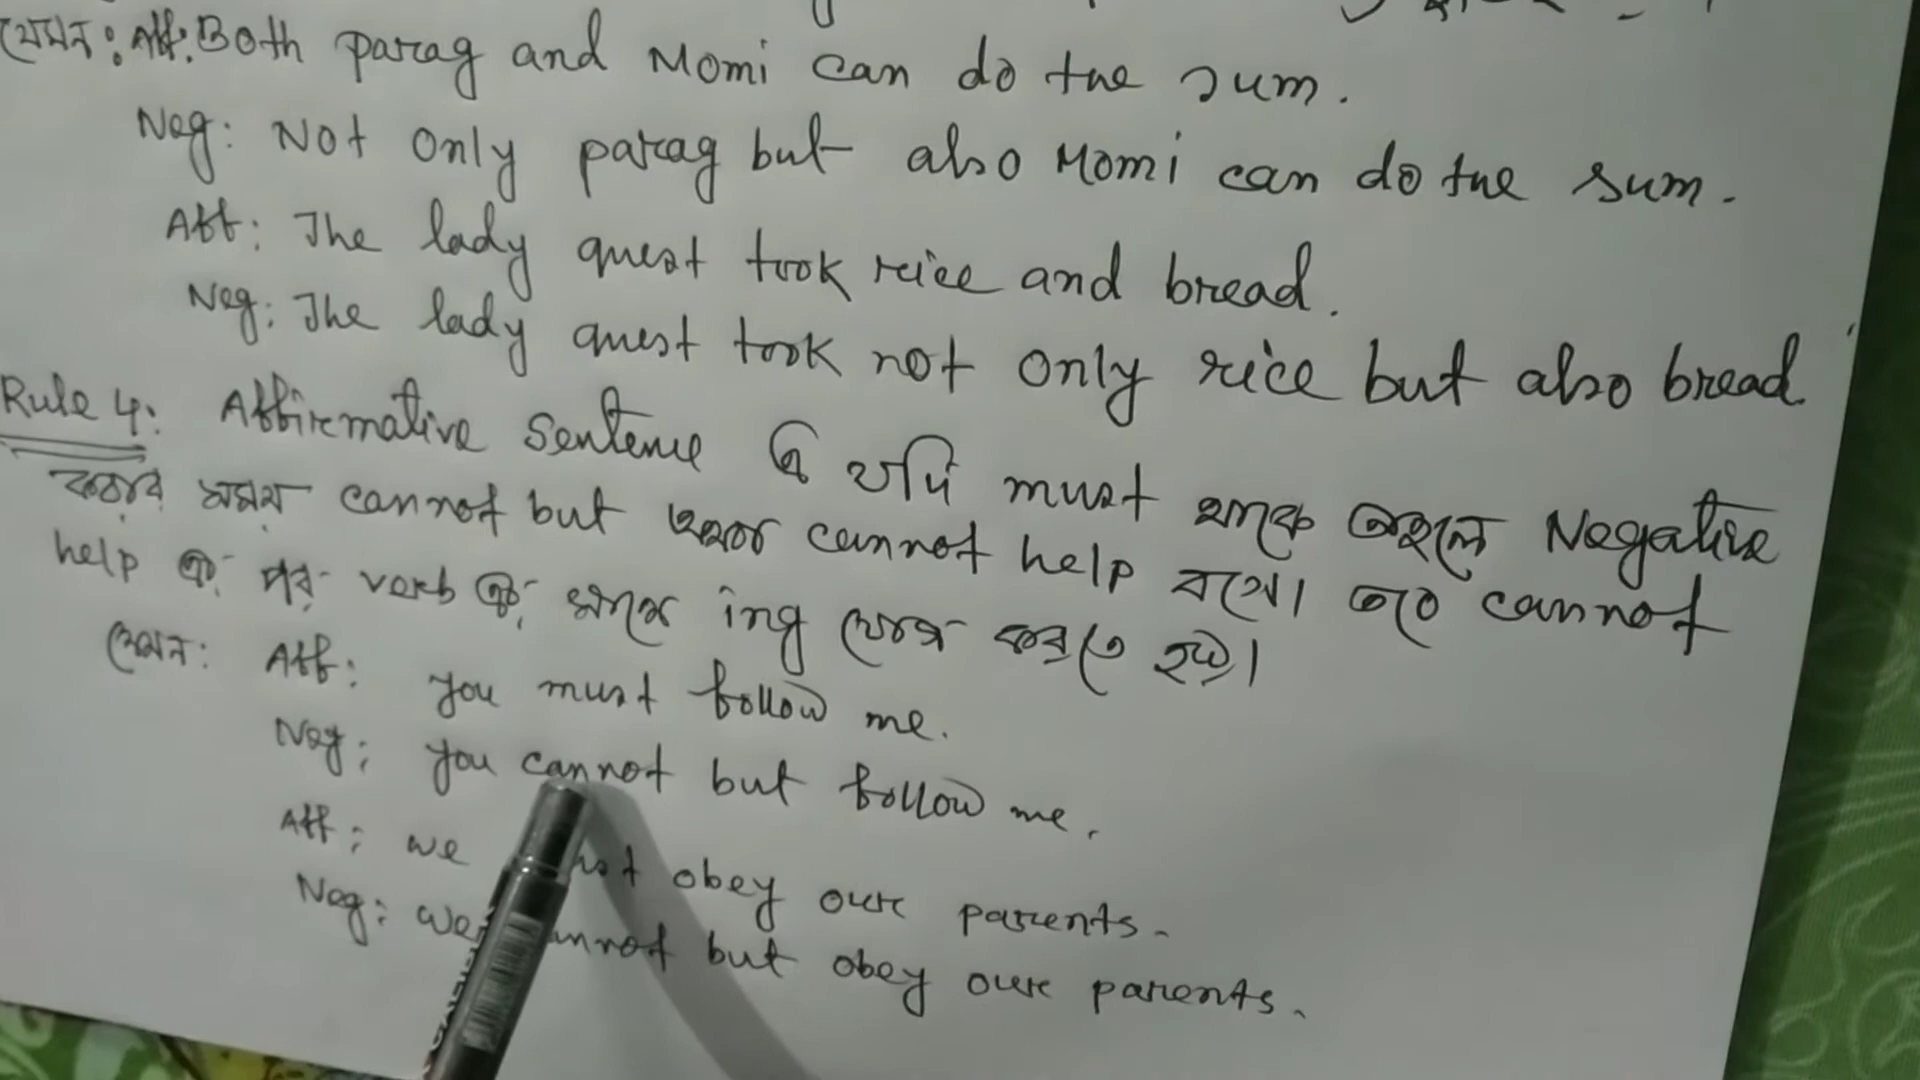 যেমন: Aff: Both parag and Momi can do the sum.
Neg: Not only parag but also Momi can do the sum.
Aff: The lady guest took rice and bread.
Neg: The lady guest took not only rice but also bread
Rule 4: Affirmative Sentence এ যদি must থাকে তাহলে Negative
করার সময় cannot but অথবা cannot help বসে। তবে cannot
help এর পর verb এর সাথে ing যোগ করতে হয়।
যেমন: Aff: you must follow me.
Neg: you cannot but follow me.
Aff: we obey our parents.
Neg: we but obey our parents.